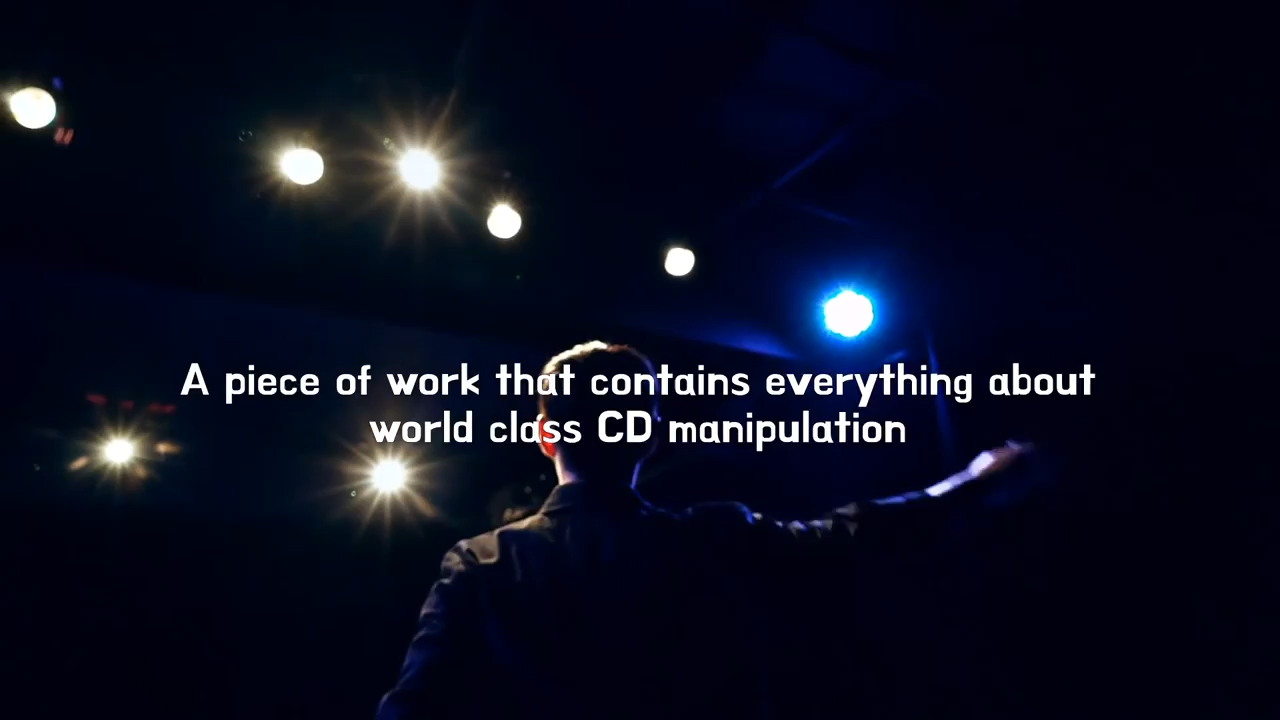 A piece of work that contains everything about
world class CD manipulation